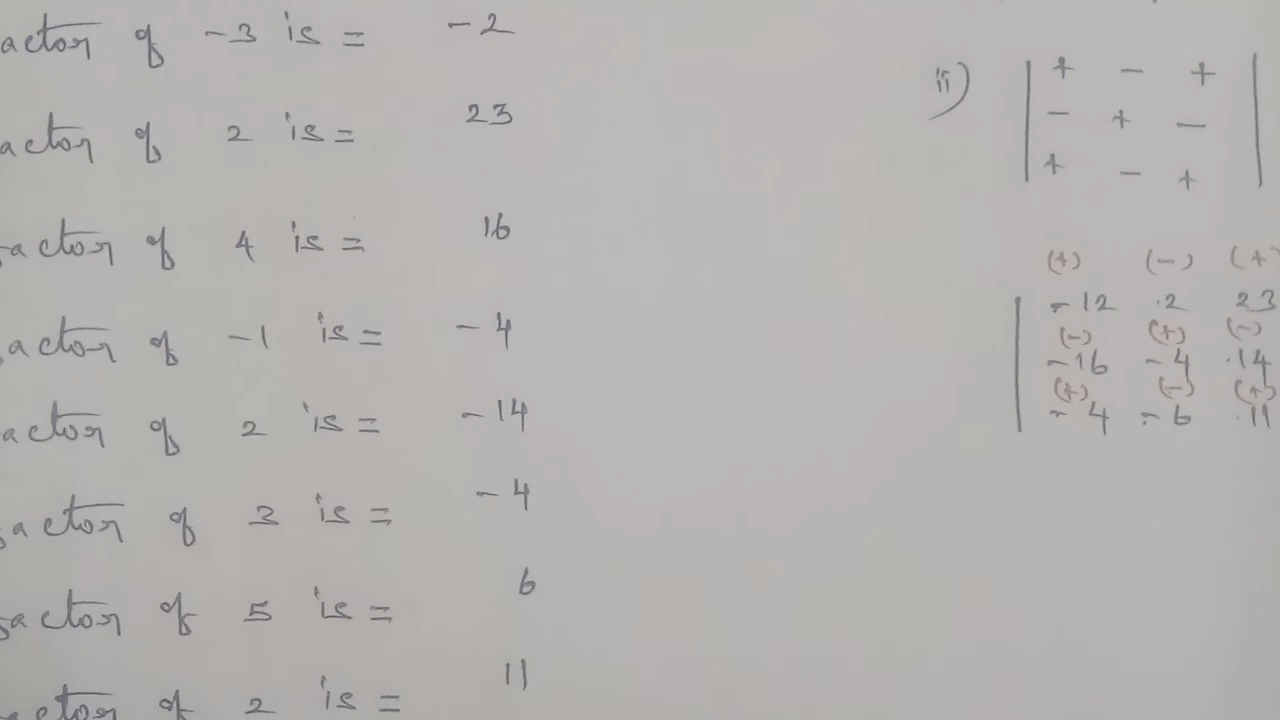 actor of -3 is = -2
actor of 2 is = 23
actor of 4 is = 16
actor of -1 is = -4
actor of 2 is = -14
factor of 3 is = -4
factor of 5 is = 6
actor of 2 is = 11
ii) | + - + |
- + -
+ - +
(+) (-) (+)
-12 2 23
(-) (+) (-)
-16 -4 14
(+) (-) (+)
-4 -6 11